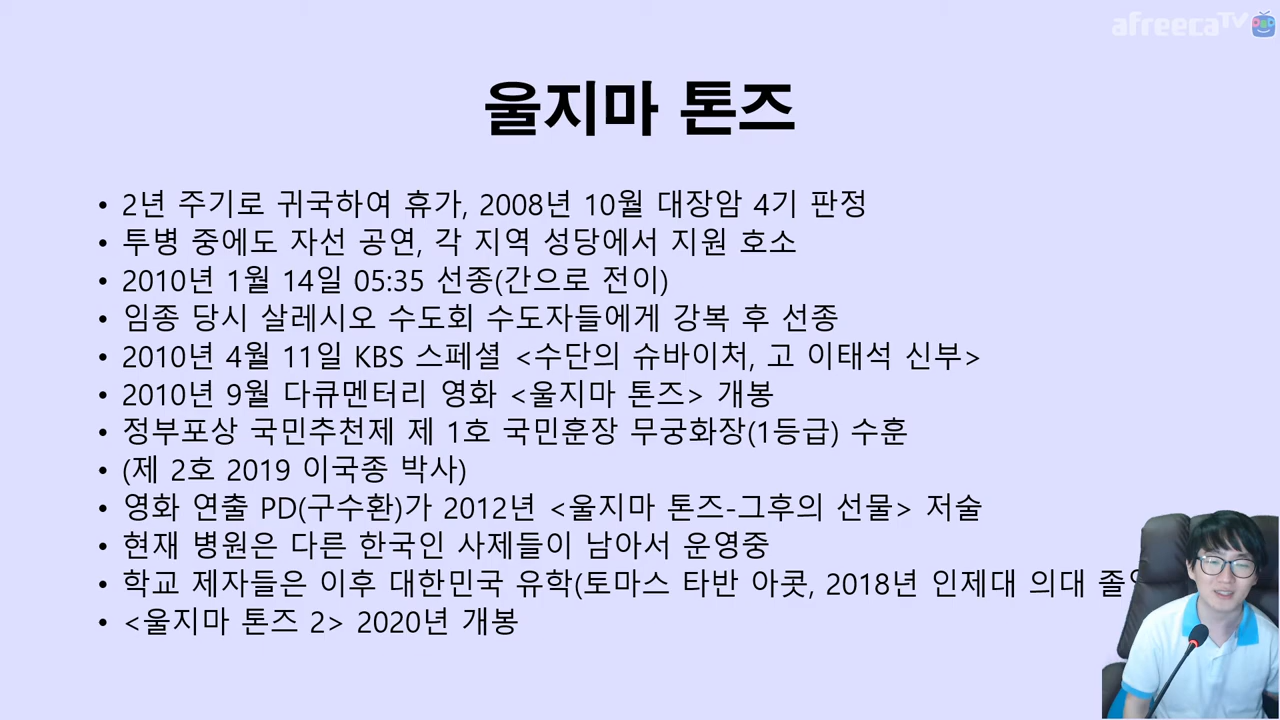 afreecaTV
울지마 톤즈
• 2년 주기로 귀국하여 휴가, 2008년 10월 대장암 4기 판정
• 투병 중에도 자선 공연, 각 지역 성당에서 지원 호소
• 2010년 1월 14일 05:35 선종(간으로 전이)
• 임종 당시 살레시오 수도회 수도자들에게 강복 후 선종
• 2010년 4월 11일 KBS 스페셜 <수단의 슈바이처, 고 이태석 신부>
• 2010년 9월 다큐멘터리 영화 <울지마 톤즈> 개봉
• 정부포상 국민추천제 제 1호 국민훈장 무궁화장(1등급) 수훈
• (제 2호 2019 이국종 박사)
• 영화 연출 PD(구수환)가 2012년 <울지마 톤즈-그후의 선물> 저술
• 현재 병원은 다른 한국인 사제들이 남아서 운영중
• 학교 제자들은 이후 대한민국 유학(토마스 타반 아콧, 2018년 인제대 의대
• <울지마 톤즈 2> 2020년 개봉